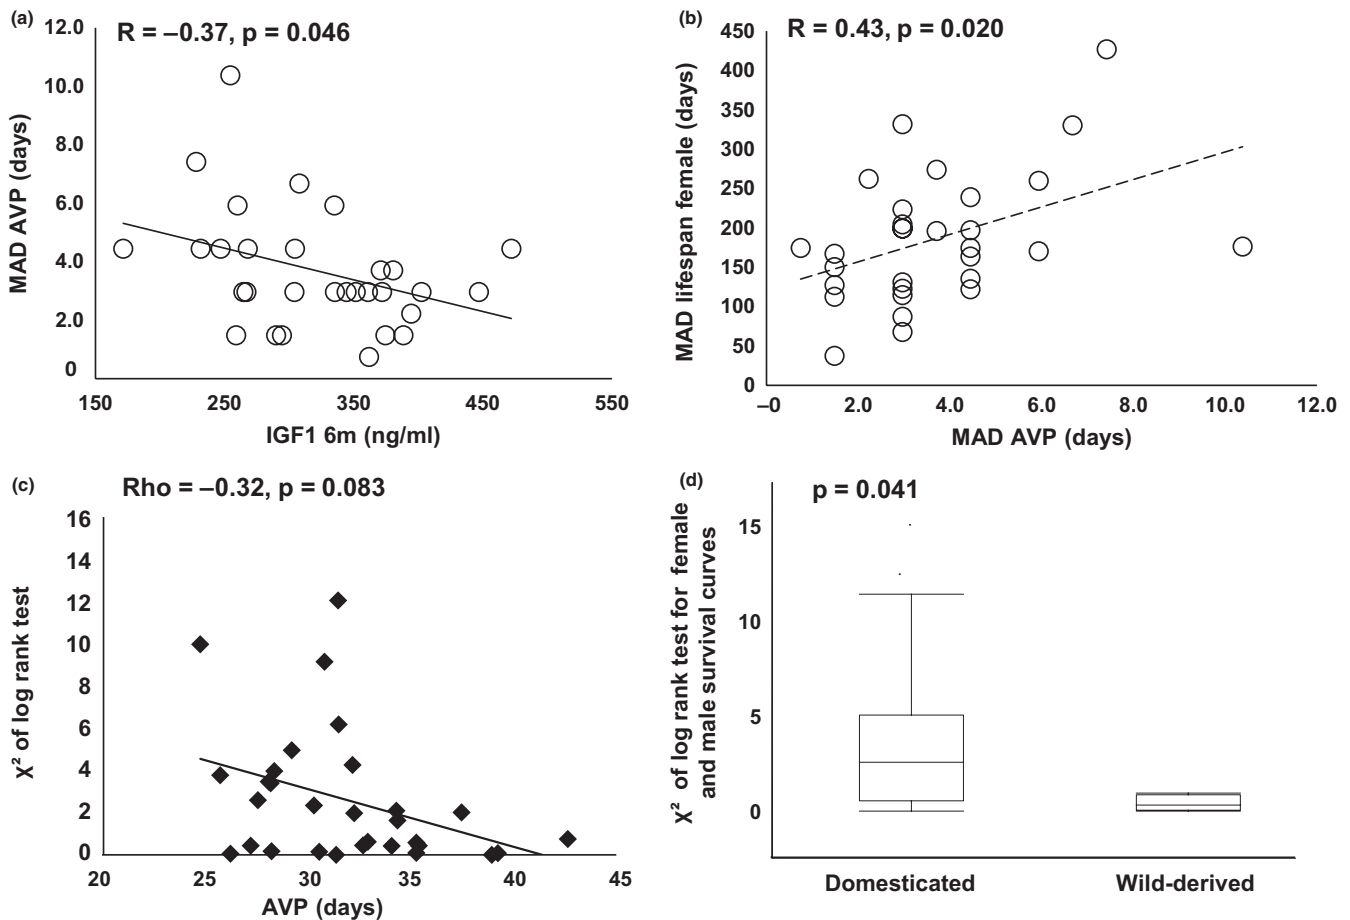 (a)
R = –0.37, p = 0.046
MAD AVP (days)
12.0
10.0
8.0
6.0
4.0
2.0
0
150 250 350 450 550
IGF1 6m (ng/ml)
(b)
R = 0.43, p = 0.020
MAD lifespan female (days)
450
400
350
300
250
200
150
100
50
0
–0 2.0 4.0 6.0 8.0 10.0 12.0
MAD AVP (days)
(c)
Rho = –0.32, p = 0.083
χ² of log rank test
16
14
12
10
8
6
4
2
0
20 25 30 35 40 45
AVP (days)
(d)
p = 0.041
χ² of log rank test for female
and male survival curves
15
10
5
0
Domesticated Wild-derived